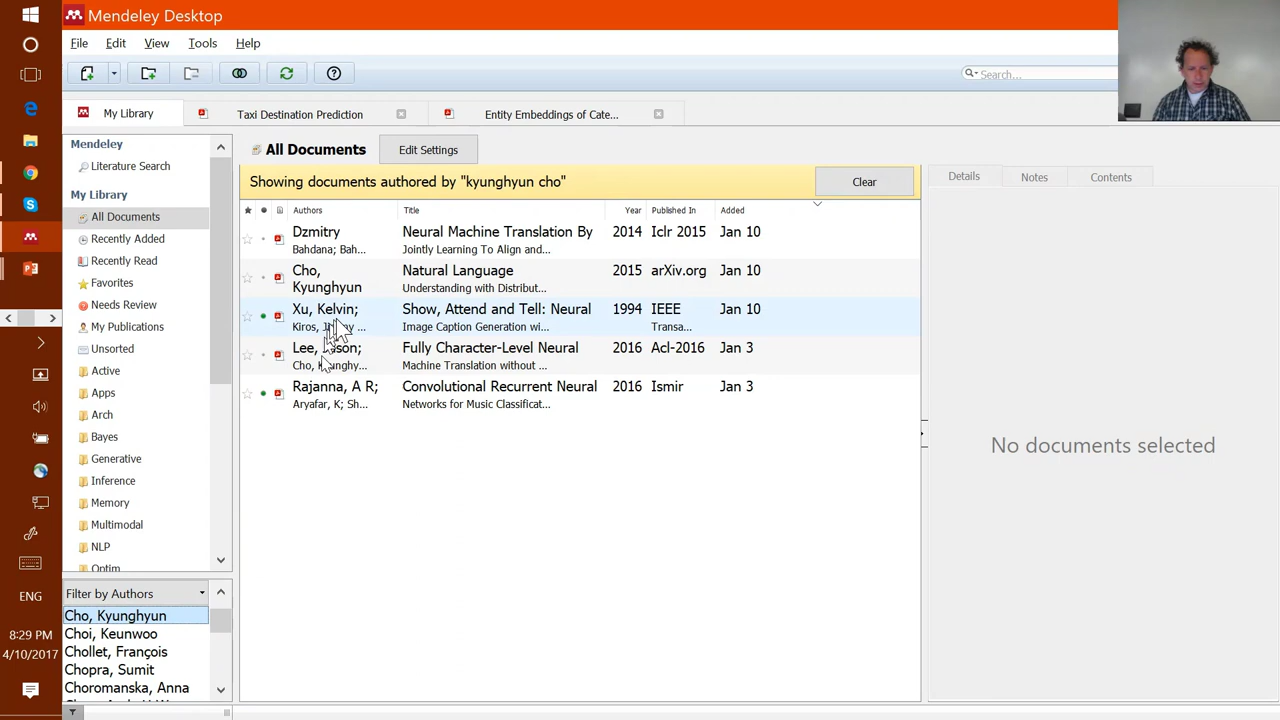 Mendeley Desktop
File Edit View Tools Help
Search...
My Library Taxi Destination Prediction Entity Embeddings of Cate...
Mendeley
Literature Search
My Library
All Documents
Recently Added
Recently Read
Favorites
Needs Review
My Publications
Unsorted
Active
Apps
Arch
Bayes
Generative
Inference
Memory
Multimodal
NLP
Optim
Filter by Authors
Cho, Kyunghyun
Choi, Keunwoo
Chollet, François
Chopra, Sumit
Choromanska, Anna
All Documents Edit Settings
Showing documents authored by "kyunghyun cho" Clear
Authors Title Year Published In Added
Dzmitry Neural Machine Translation By 2014 Iclr 2015 Jan 10
Bahdana; Bah... Jointly Learning To Align and...
Cho, Natural Language 2015 arXiv.org Jan 10
Kyunghyun Understanding with Distribut...
Xu, Kelvin; Show, Attend and Tell: Neural 1994 IEEE Jan 10
Kiros, ... Image Caption Generation wi... Transa...
Lee, Fully Character-Level Neural 2016 Acl-2016 Jan 3
Cho, Machine Translation without ...
Rajanna, A R; Convolutional Recurrent Neural 2016 Ismir Jan 3
Aryafar, K; Sh... Networks for Music Classificat...
Details Notes Contents
No documents selected
ENG
8:29 PM
4/10/2017